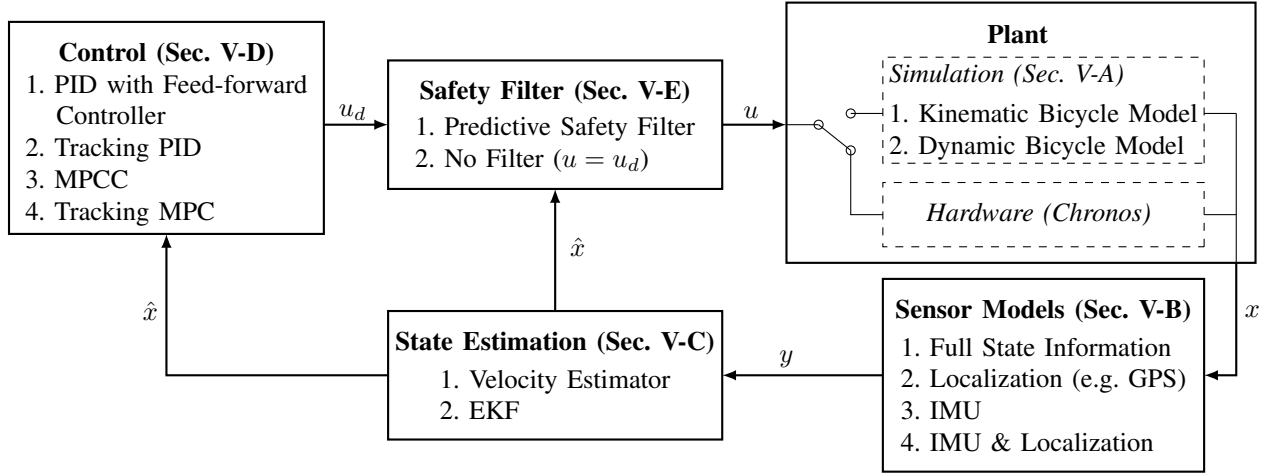 Control (Sec. V-D)
1. PID with Feed-forward
Controller
2. Tracking PID
3. MPCC
4. Tracking MPC
u_d
Safety Filter (Sec. V-E)
1. Predictive Safety Filter
2. No Filter (u = u_d)
u
Plant
Simulation (Sec. V-A)
1. Kinematic Bicycle Model
2. Dynamic Bicycle Model
Hardware (Chronos)
x
Sensor Models (Sec. V-B)
1. Full State Information
2. Localization (e.g. GPS)
3. IMU
4. IMU & Localization
y
State Estimation (Sec. V-C)
1. Velocity Estimator
2. EKF
x̂
x̂